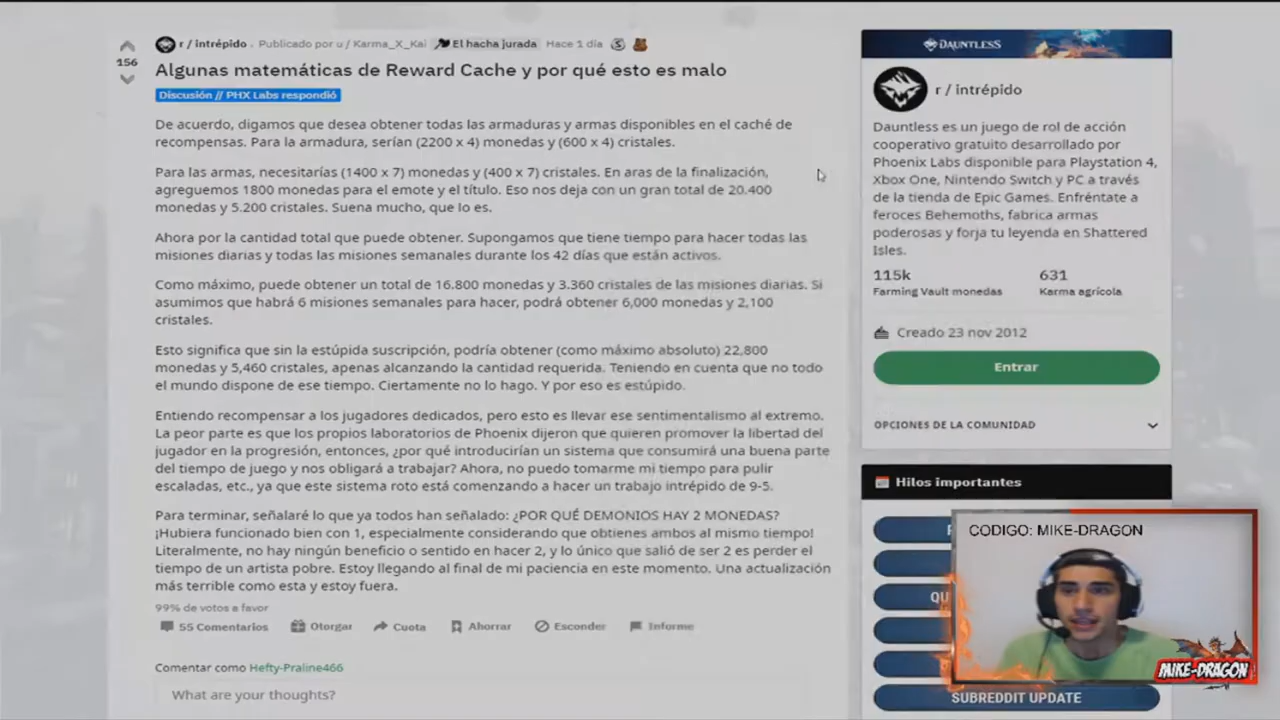 156
r / intrépido · Publicado por u / Karma_X_Kai El hacha jurada Hace 1 día
Algunas matemáticas de Reward Cache y por qué esto es malo
Discusión // PHX Labs respondió
De acuerdo, digamos que desea obtener todas las armaduras y armas disponibles en el caché de
recompensas. Para la armadura, serían (2200 x 4) monedas y (600 x 4) cristales.
Para las armas, necesitarías (1400 x 7) monedas y (400 x 7) cristales. En aras de la finalización,
agreguemos 1800 monedas para el emote y el título. Eso nos deja con un gran total de 20.400
monedas y 5.200 cristales. Suena mucho, que lo es.
Ahora por la cantidad total que puede obtener. Supongamos que tiene tiempo para hacer todas las
misiones diarias y todas las misiones semanales durante los 42 días que están activos.
Como máximo, puede obtener un total de 16.800 monedas y 3.360 cristales de las misiones diarias. Si
asumimos que habrá 6 misiones semanales para hacer, podrá obtener 6,000 monedas y 2,100
cristales.
Esto significa que sin la estúpida suscripción, podría obtener (como máximo absoluto) 22,800
monedas y 5,460 cristales, apenas alcanzando la cantidad requerida. Teniendo en cuenta que no todo
el mundo dispone de ese tiempo. Ciertamente no lo hago. Y por eso es estúpido.
Entiendo recompensar a los jugadores dedicados, pero esto es llevar ese sentimentalismo al extremo.
La peor parte es que los propios laboratorios de Phoenix dijeron que quieren promover la libertad del
jugador en la progresión, entonces, ¿por qué introducirían un sistema que consumirá una buena parte
del tiempo de juego y nos obligará a trabajar? Ahora, no puedo tomarme mi tiempo para pulir
escaladas, etc., ya que este sistema roto está comenzando a hacer un trabajo intrépido de 9-5.
Para terminar, señalaré lo que ya todos han señalado: ¿POR QUÉ DEMONIOS HAY 2 MONEDAS?
¡Hubiera funcionado bien con 1, especialmente considerando que obtienes ambos al mismo tiempo!
Literalmente, no hay ningún beneficio o sentido en hacer 2, y lo único que salió de ser 2 es perder el
tiempo de un artista pobre. Estoy llegando al final de mi paciencia en este momento. Una actualización
más terrible como esta y estoy fuera.
99% de votos a favor
55 Comentarios Otorgar Cuota Ahorrar Esconder Informe
Comentar como Hefty-Praline466
What are your thoughts?
DAUNTLESS
r / intrépido
Dauntless es un juego de rol de acción
cooperativo gratuito desarrollado por
Phoenix Labs disponible para Playstation 4,
Xbox One, Nintendo Switch y PC a través
de la tienda de Epic Games. Enfréntate a
feroces Behemoths, fabrica armas
poderosas y forja tu leyenda en Shattered
Isles.
115k 631
Farming Vault monedas Karma agrícola
Creado 23 nov 2012
Entrar
OPCIONES DE LA COMUNIDAD
Hilos importantes
QU
SUBREDDIT UPDATE
CODIGO: MIKE-DRAGON
MIKE-DRAGON